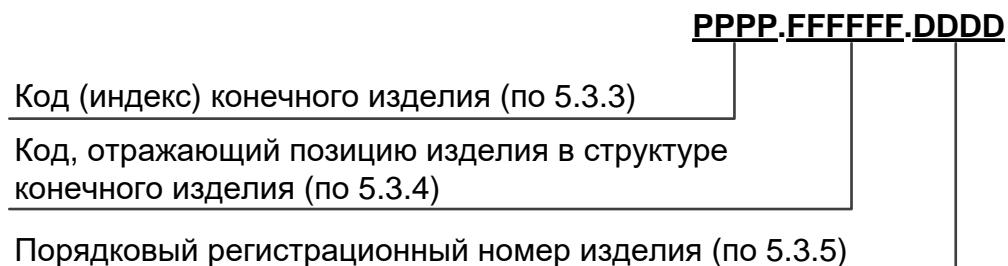 PPPP.FFFFFF.DDDD
Код (индекс) конечного изделия (по 5.3.3)
Код, отражающий позицию изделия в структуре
конечного изделия (по 5.3.4)
Порядковый регистрационный номер изделия (по 5.3.5)